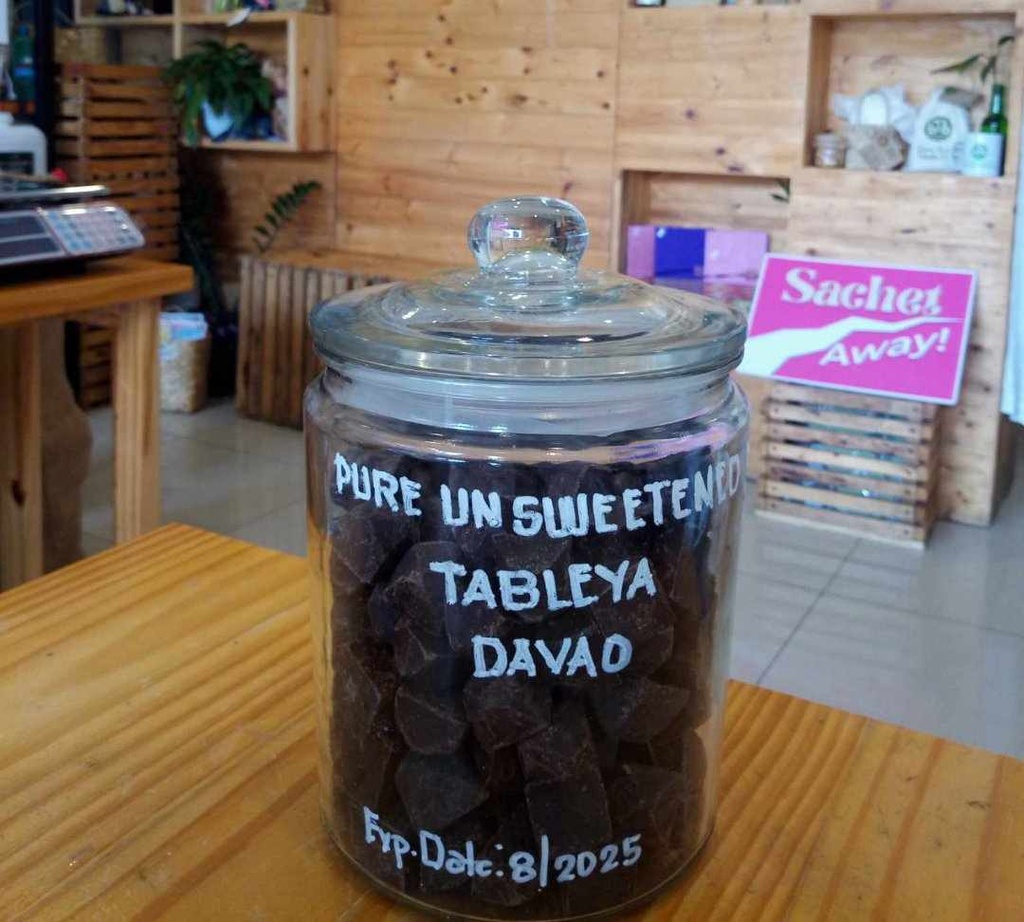 PURE UNSWEETENED
TABLEYA
DAVAO
Exp. Date: 8/2025
Sachet
Away!